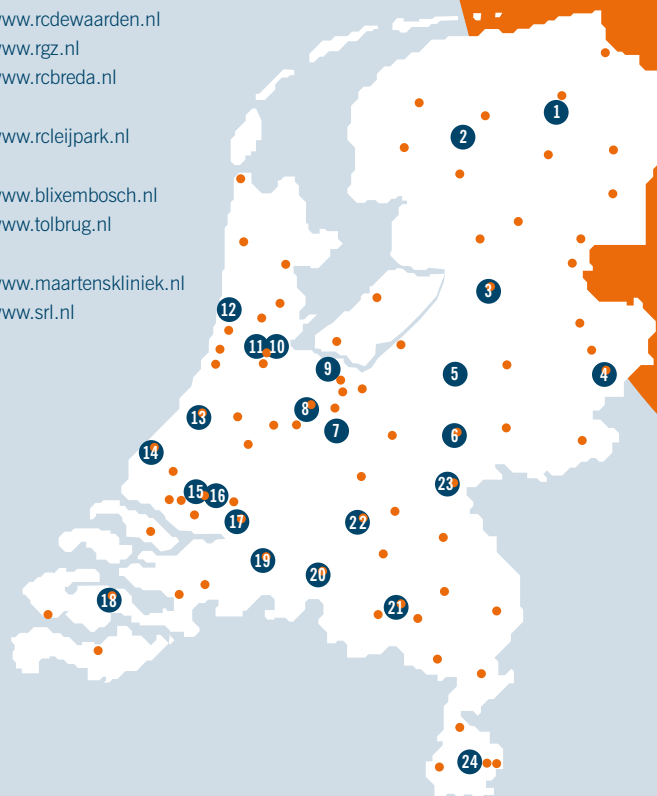 www.rcdewaarden.nl
www.rgz.nl
www.rcbreda.nl
www.rcleijpark.nl
www.blixembosch.nl
www.tolbrug.nl
www.maartenskliniek.nl
www.srl.nl
1
2
3
12
11 10
9
5
4
8
13
7
6
14
23
15 16
17
22
19
20
18
21
24